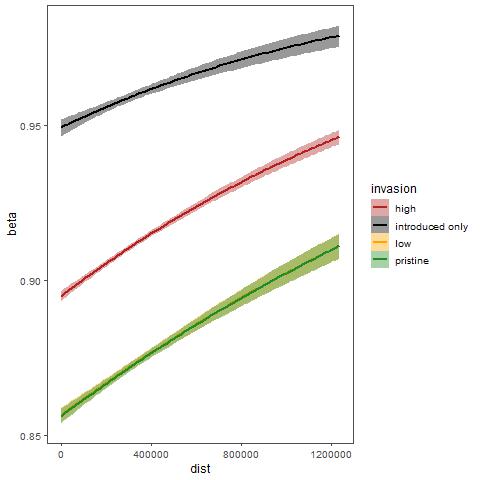 0.95
0.90
0.85
beta
0
400000
800000
1200000
dist
invasion
high
introduced only
low
pristine